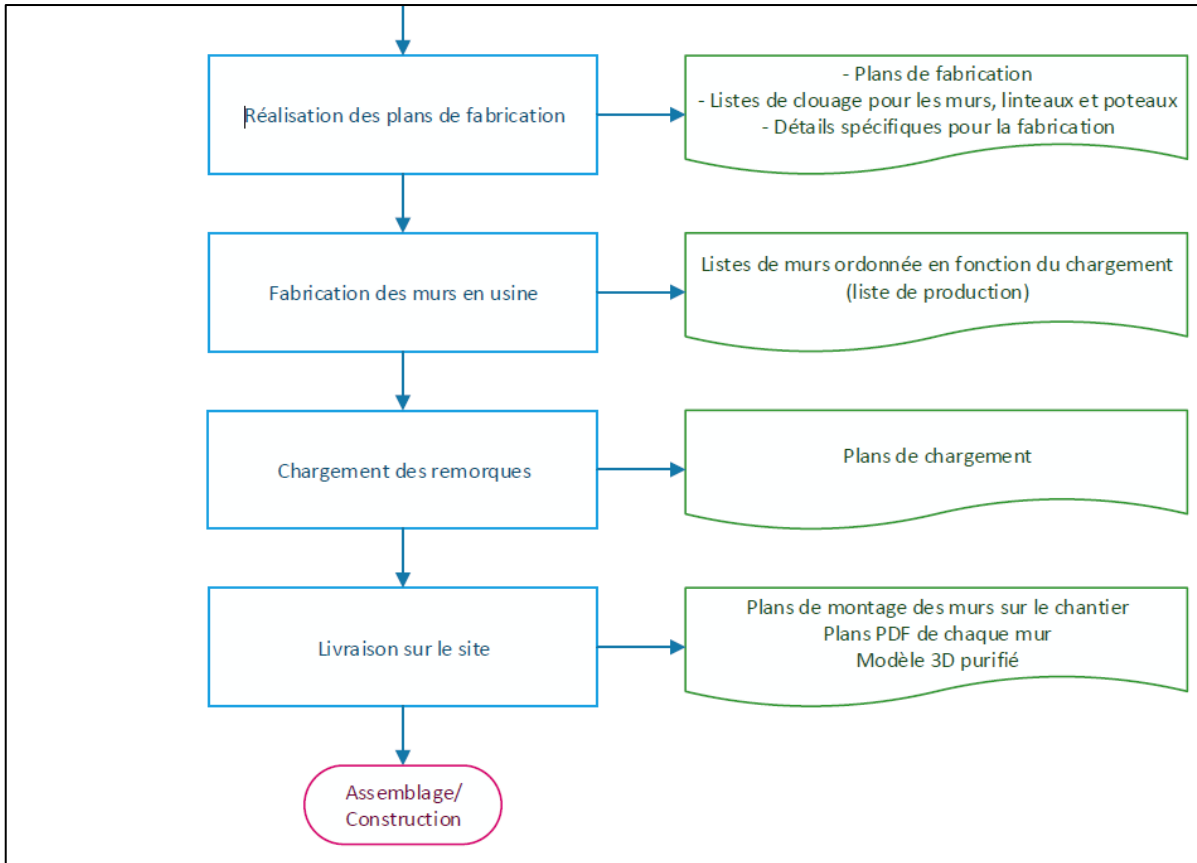 Réalisation des plans de fabrication
- Plans de fabrication
- Listes de clouage pour les murs, linteaux et poteaux
- Détails spécifiques pour la fabrication
Fabrication des murs en usine
Listes de murs ordonnée en fonction du chargement
(liste de production)
Chargement des remorques
Plans de chargement
Livraison sur le site
Plans de montage des murs sur le chantier
Plans PDF de chaque mur
Modèle 3D purifié
Assemblage/
Construction